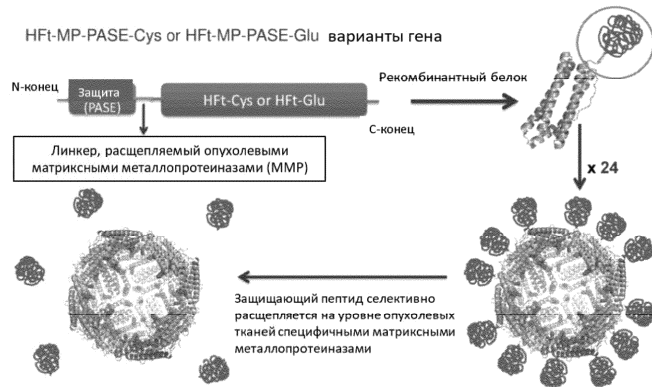 HFt-MP-PASE-Cys or HFt-MP-PASE-Glu варианты гена
N-конец
Защита
(PASE)
HFt-Cys or HFt-Glu
C-конец
Рекомбинантный белок
Линкер, расщепляемый опухолевыми
матриксными металлопротеиназами (MMP)
x 24
Защищающий пептид селективно
расщепляется на уровне опухолевых
тканей специфичными матриксными
металлопротеиназами